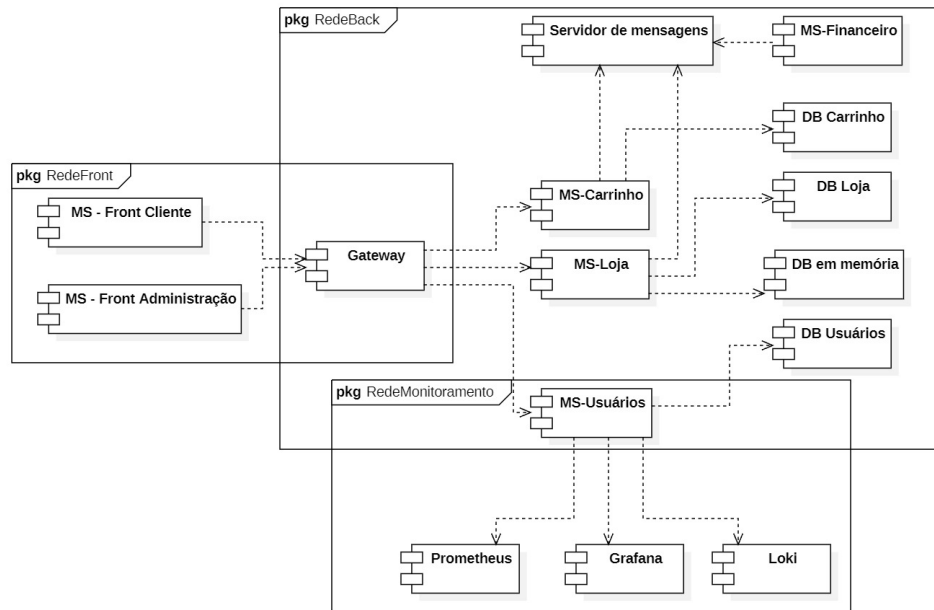 pkg RedeBack
Servidor de mensagens
MS-Financeiro
DB Carrinho
pkg RedeFront
MS - Front Cliente
MS-Carrinho
DB Loja
Gateway
MS-Loja
DB em memória
MS - Front Administração
DB Usuários
pkg RedeMonitoramento
MS-Usuários
Prometheus
Grafana
Loki